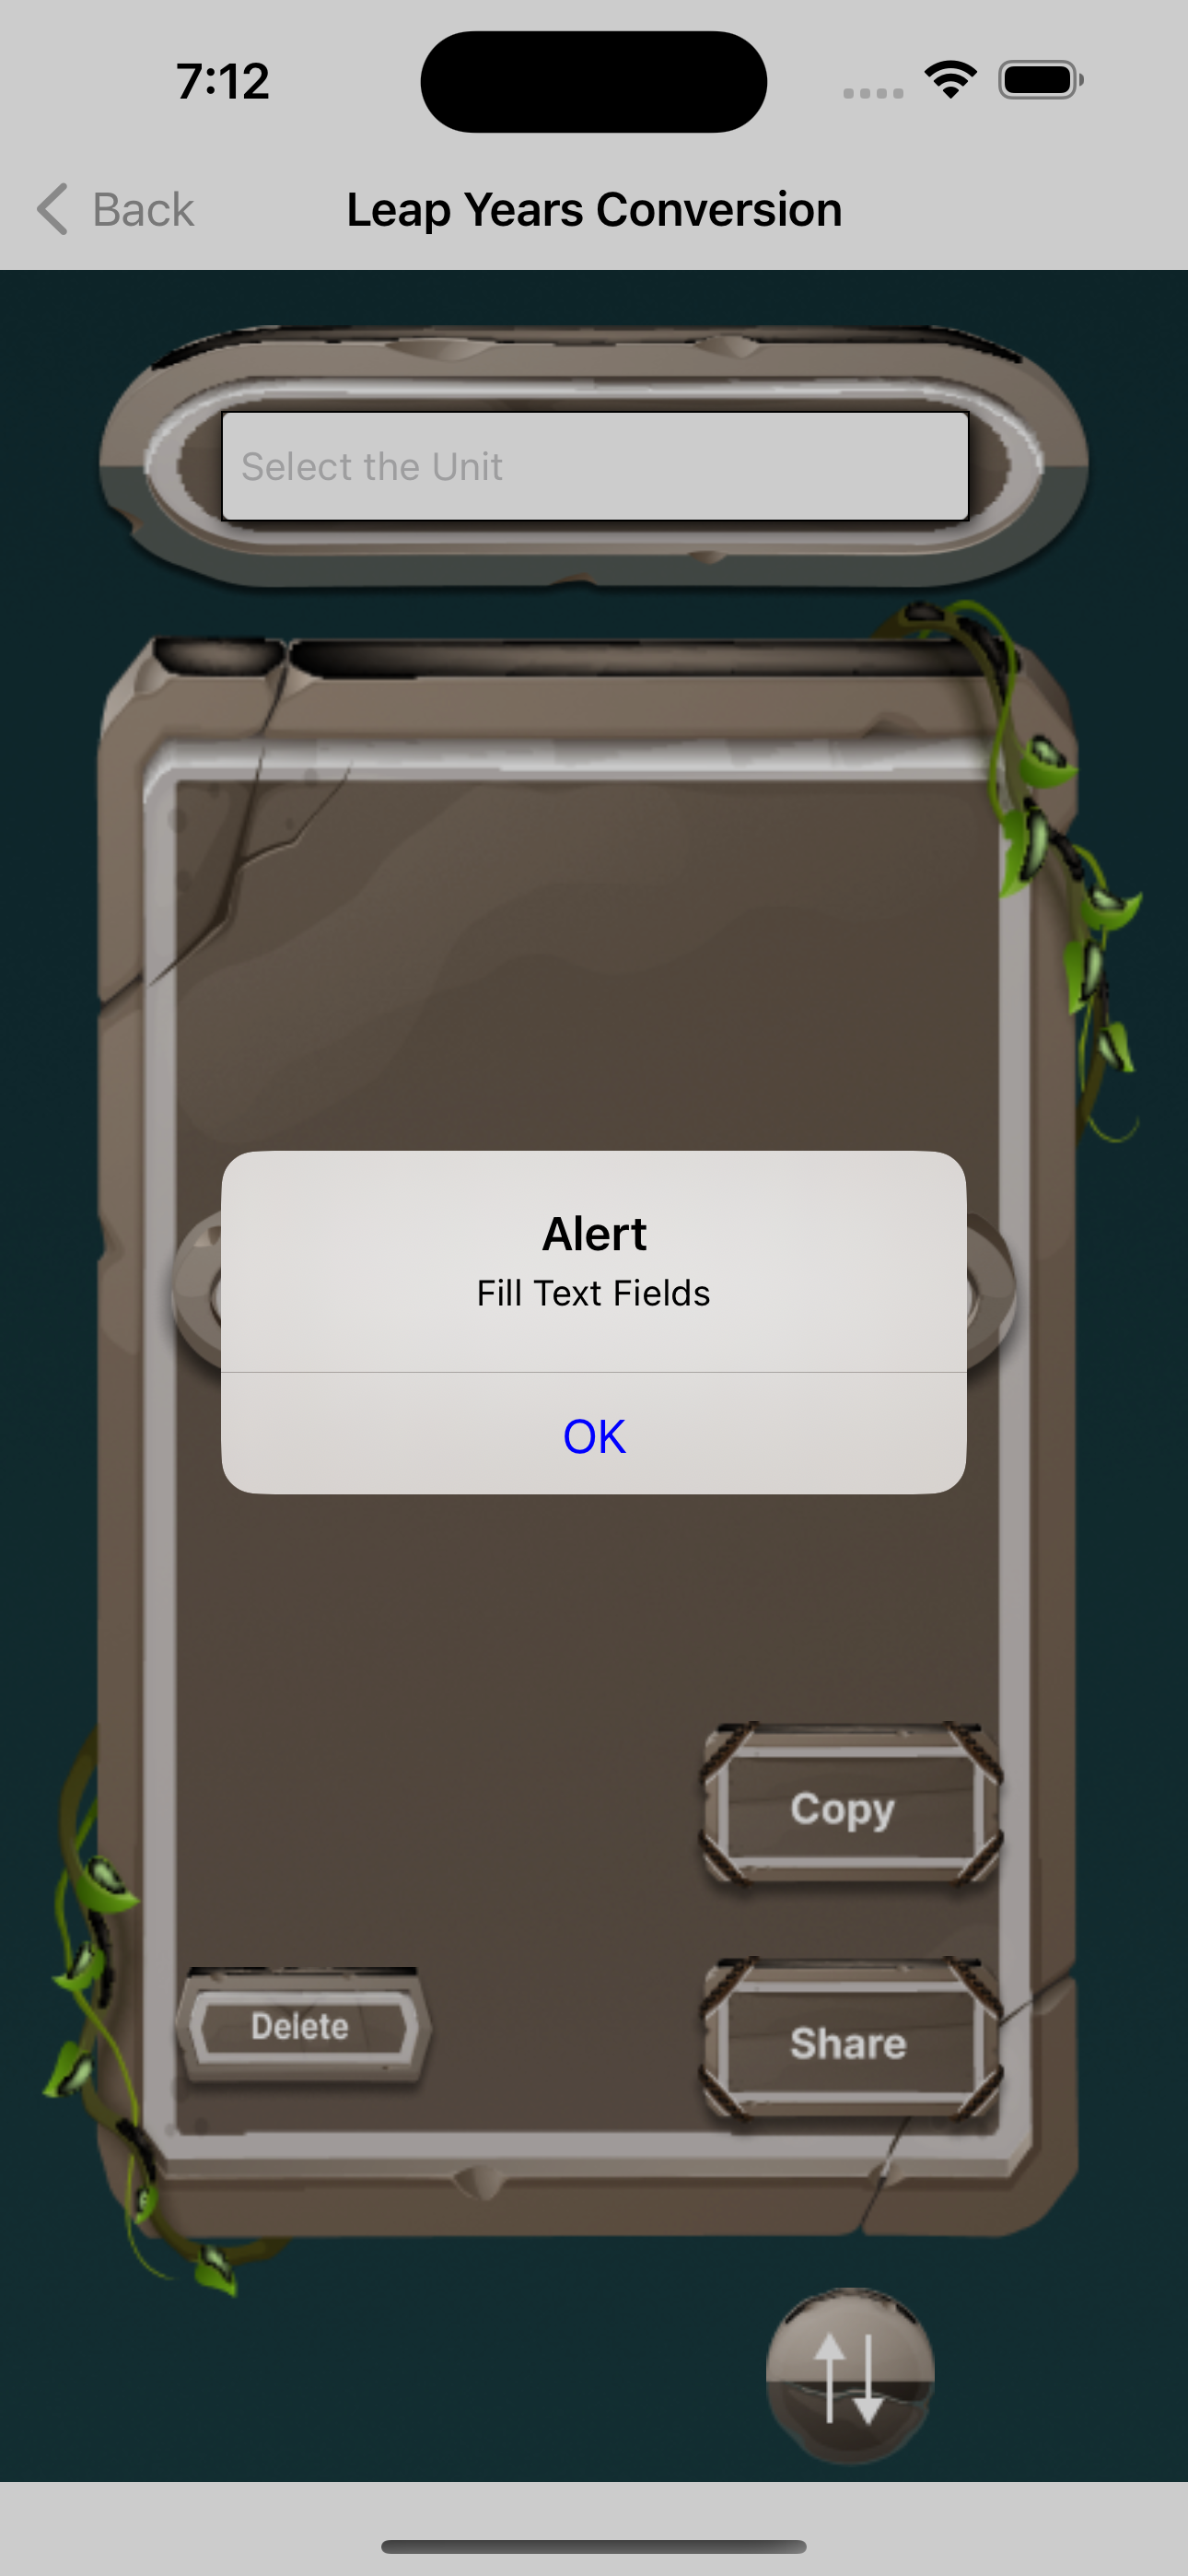 7:12
Back
Leap Years Conversion
Select the Unit
Alert
Fill Text Fields
OK
Copy
Delete
Share